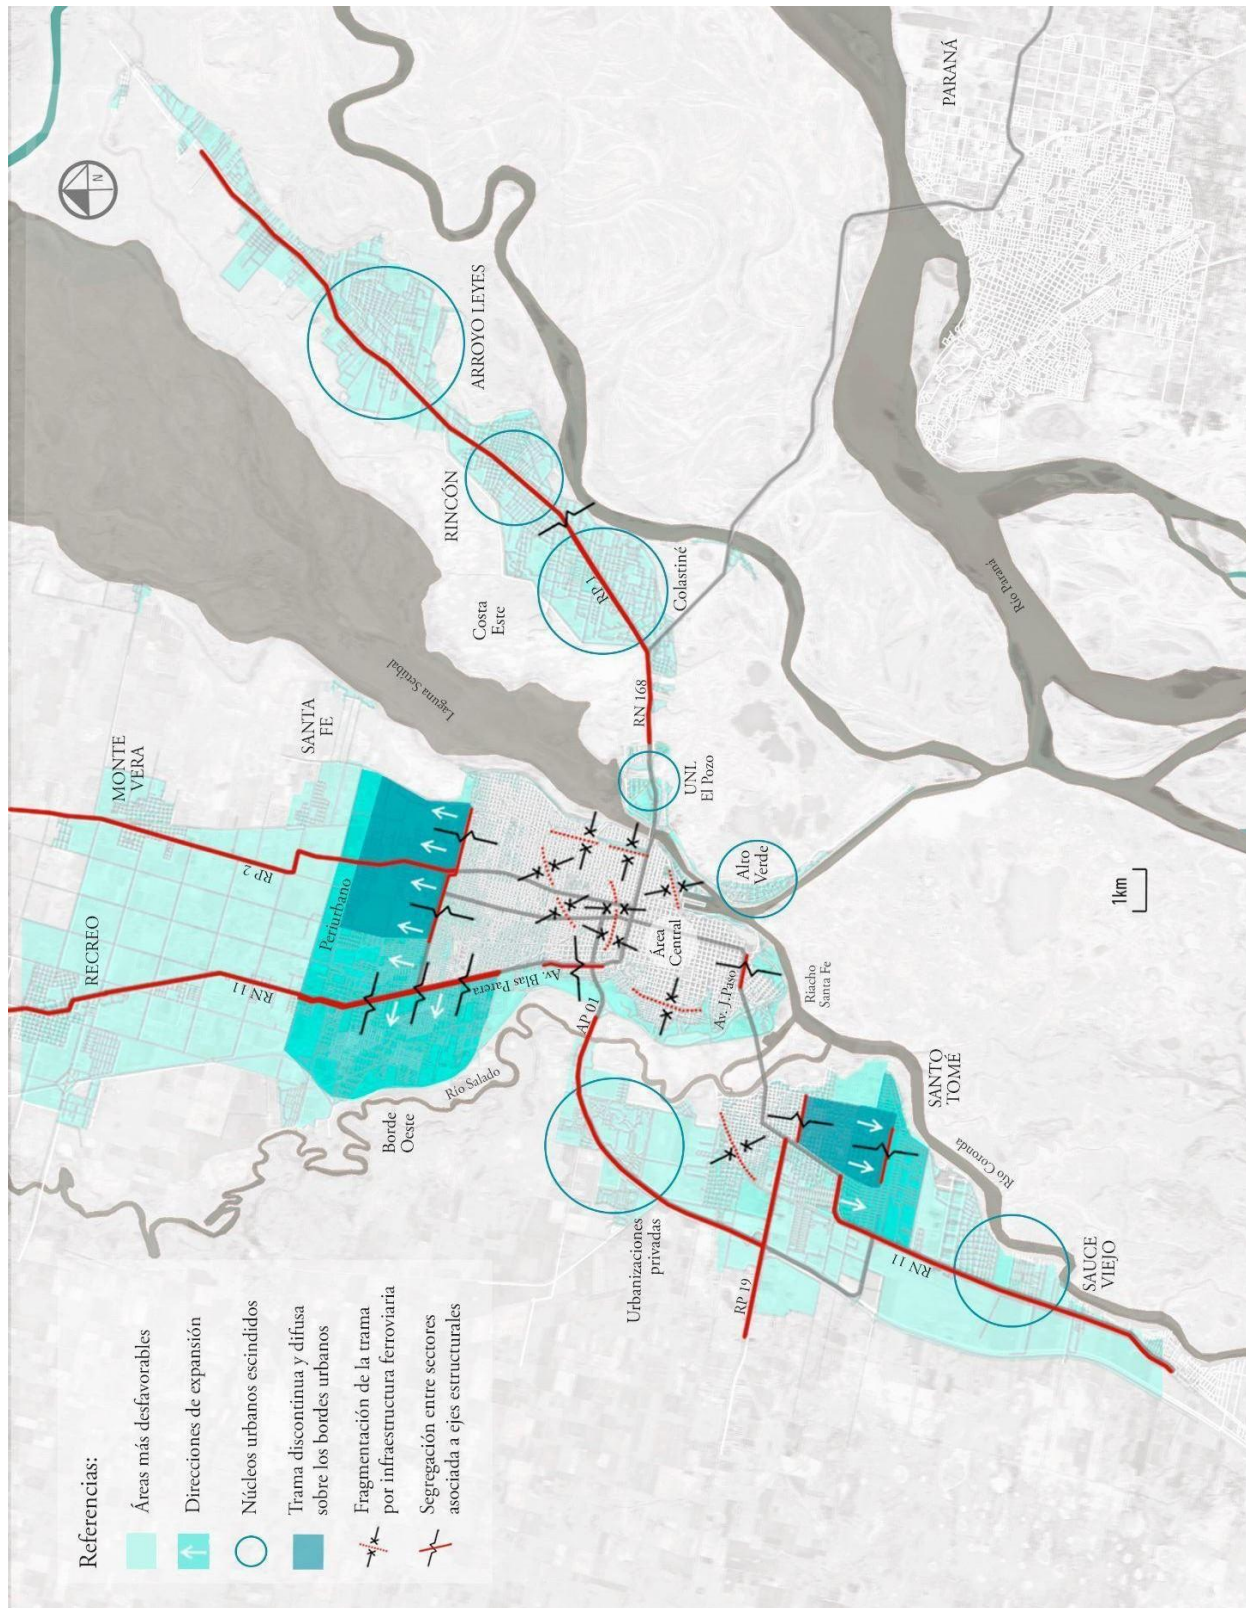 N
MONTE
VERA
SANTA
FE
RECREO
RP 2
Periurbano
RN 11
Av. Blas Parera
Borde
Oeste
Río Salado
AP 01
Área
Central
Av. J.Paso
Laguna Setúbal
Costa
Este
RINCÓN
ARROYO LEYES
RP 1
Colastiné
RN 168
UNL
El Pozo
Alto
Verde
Riacho
Santa Fe
SANTO
TOMÉ
Río Coronda
Urbanizaciones
privadas
RP 19
RN 11
SAUCE
VIEJO
Río Paraná
PARANÁ
1km
Referencias:
Áreas más desfavorables
Direcciones de expansión
Núcleos urbanos escindidos
Trama discontinua y difusa
sobre los bordes urbanos
Fragmentación de la trama
por infraestructura ferroviaria
Segregación entre sectores
asociada a ejes estructurales